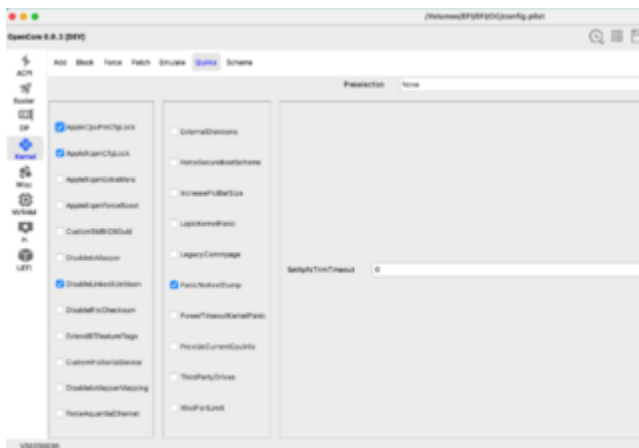 /Volumes/EFI/EFI/OC/config.plist
OpenCore 0.9.3 [DEV]
Add Block Force Patch Emulate Quirks Scheme
ACPI
Booter
DP
Kernel
Misc
NVRAM
PI
UEFI
Preselection None
AppleCpuPmCfgLock
AppleXcpmCfgLock
AppleXcpmExtraMsrs
AppleXcpmForceBoost
CustomSMBIOSGuid
DisableIoMapper
DisableLinkeditJettison
DisableRtcChecksum
ExtendBTFeatureFlags
CustomPciSerialDevice
DisableIoMapperMapping
ForceAquantiaEthernet
ExternalDiskIcons
ForceSecureBootScheme
IncreasePciBarSize
LapicKernelPanic
LegacyCommpage
PanicNoKextDump
PowerTimeoutKernelPanic
ProvideCurrentCpuInfo
ThirdPartyDrives
XhciPortLimit
SetApfsTrimTimeout 0